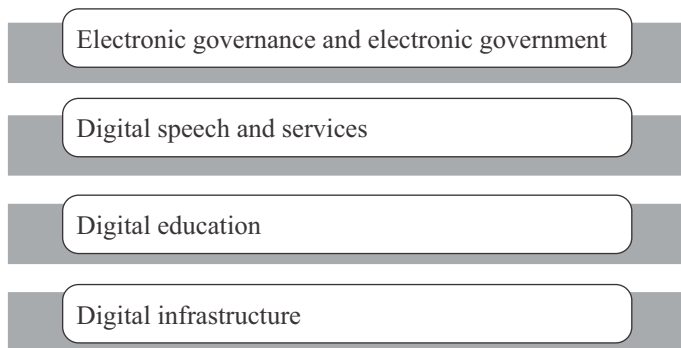 Electronic governance and electronic government
Digital speech and services
Digital education
Digital infrastructure